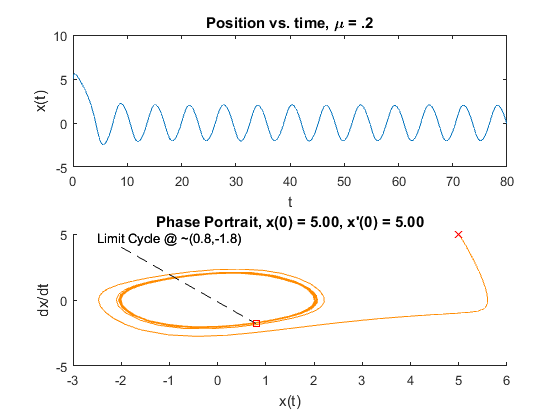 Position vs. time, μ = .2
10
5
0
-5
x(t)
0 10 20 30 40 50 60 70 80
t
Phase Portrait, x(0) = 5.00, x'(0) = 5.00
Limit Cycle @ ~(0.8,-1.8)
5
0
-5
dx/dt
-3 -2 -1 0 1 2 3 4 5 6
x(t)